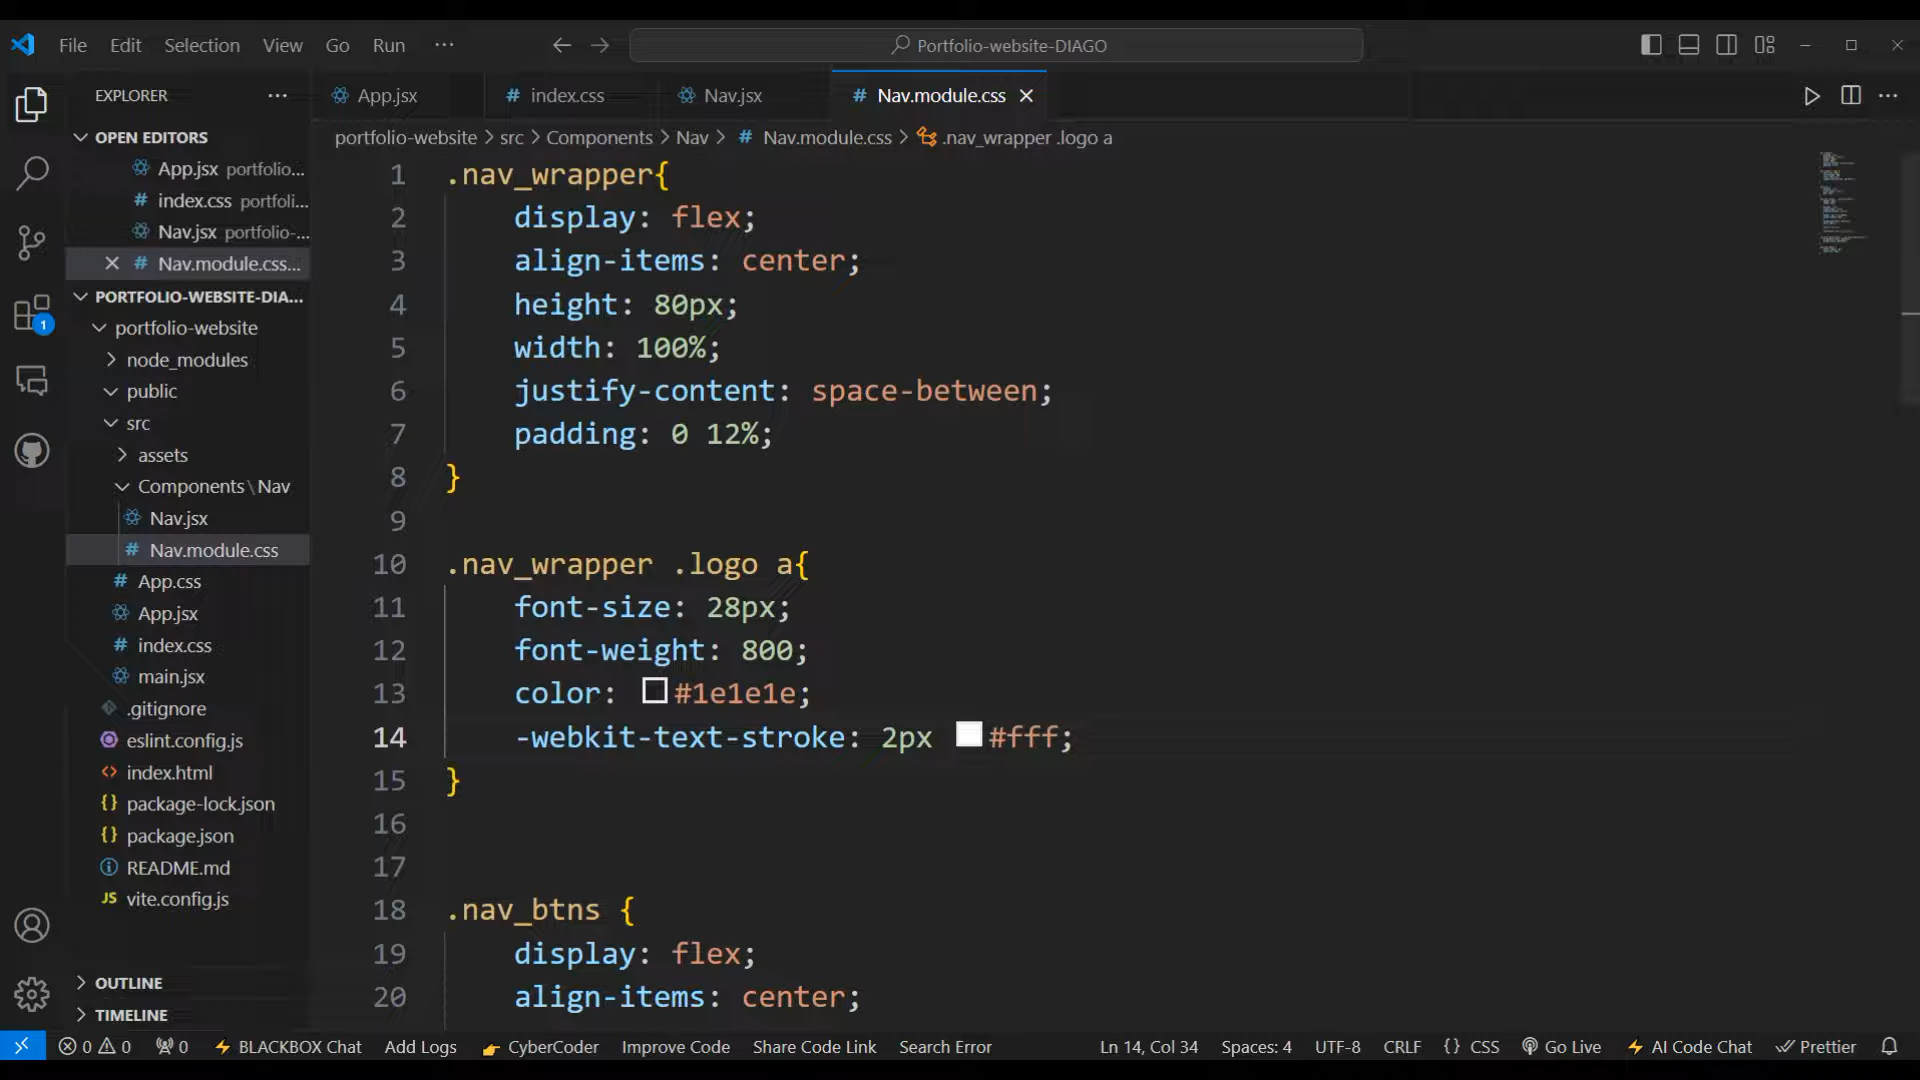 File Edit Selection View Go Run ··· Portfolio-website-DIAGO
EXPLORER ···
OPEN EDITORS
App.jsx portfolio...
index.css portfoli...
Nav.jsx portfolio-...
Nav.module.css...
PORTFOLIO-WEBSITE-DIA...
portfolio-website
node_modules
public
src
assets
Components\Nav
Nav.jsx
Nav.module.css
App.css
App.jsx
index.css
main.jsx
.gitignore
eslint.config.js
index.html
package-lock.json
package.json
README.md
JS vite.config.js
OUTLINE
TIMELINE
1
App.jsx # index.css Nav.jsx # Nav.module.css
portfolio-website > src > Components > Nav > # Nav.module.css > .nav_wrapper .logo a
1 .nav_wrapper{
2 display: flex;
3 align-items: center;
4 height: 80px;
5 width: 100%;
6 justify-content: space-between;
7 padding: 0 12%;
8 }
9
10 .nav_wrapper .logo a{
11 font-size: 28px;
12 font-weight: 800;
13 color: #1e1e1e;
14 -webkit-text-stroke: 2px #fff;
15 }
16
17
18 .nav_btns {
19 display: flex;
20 align-items: center;
0 0 0 BLACKBOX Chat Add Logs CyberCoder Improve Code Share Code Link Search Error Ln 14, Col 34 Spaces: 4 UTF-8 CRLF {} CSS Go Live AI Code Chat Prettier